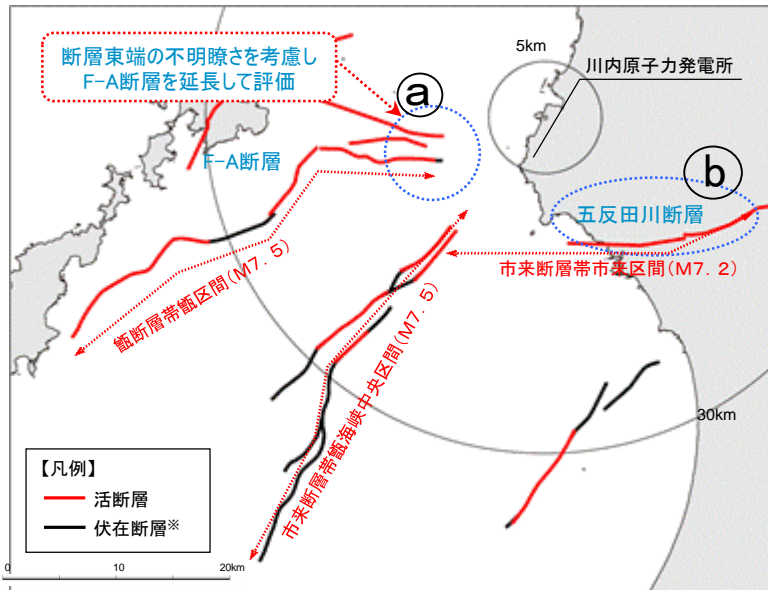 断層東端の不明瞭さを考慮し
F-A断層を延長して評価
a
5km
川内原子力発電所
F-A断層
b
五反田川断層
市来断層帯市来区間(M7.2)
甑断層帯甑区間(M7.5)
市来断層帯甑海峡中央区間(M7.5)
30km
【凡例】
活断層
伏在断層※
0 10 20km